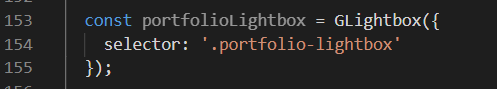 153 const portfolioLightbox = GLightbox({
154 selector: '.portfolio-lightbox'
155 });